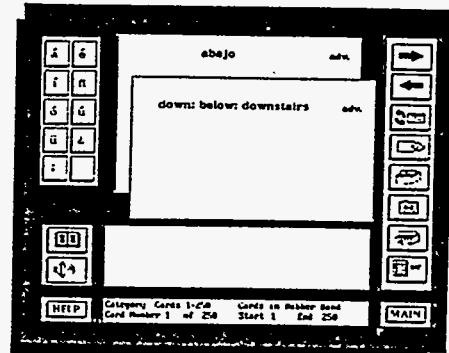 á é
í ñ
ó ú
ü ¿
abajo adv.
down: below: downstairs adv.
HELP
Category Cards 1-250 Cards in Rubber Band
Card Number 1 of 250 Start 1 End 250
MAIN